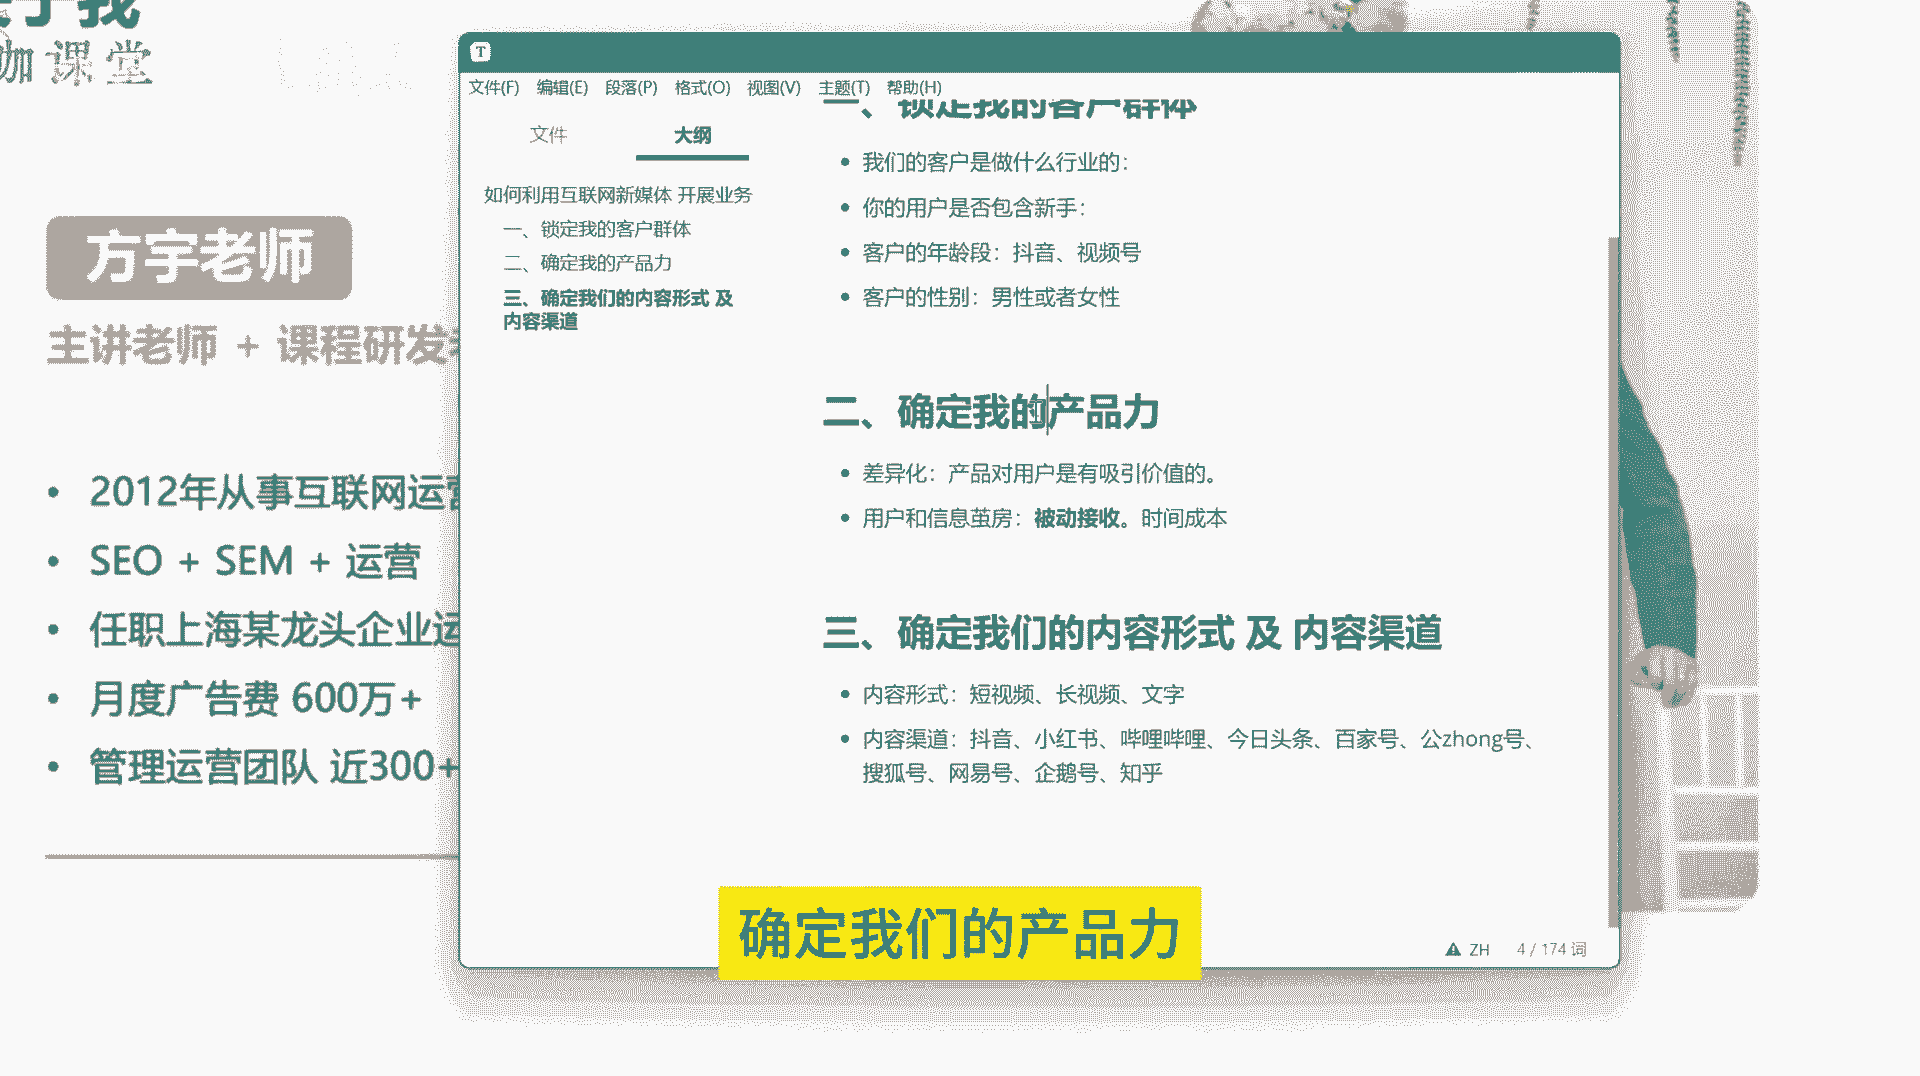 咖课堂
方宇老师
主讲老师 + 课程研发
2012年从事互联网运营
SEO + SEM + 运营
任职上海某龙头企业运
月度广告费 600万+
管理运营团队 近300+
T
文件(F) 编辑(E) 段落(P) 格式(O) 视图(V) 主题(T) 帮助(H)
文件 大纲
如何利用互联网新媒体 开展业务
一、锁定我的客户群体
二、确定我的产品力
三、确定我们的内容形式 及
内容渠道
一、锁定我的客户群体
我们的客户是做什么行业的：
你的用户是否包含新手：
客户的年龄段：抖音、视频号
客户的性别：男性或者女性
二、确定我的产品力
差异化：产品对用户是有吸引价值的。
用户和信息茧房：被动接收。时间成本
三、确定我们的内容形式 及 内容渠道
内容形式：短视频、长视频、文字
内容渠道：抖音、小红书、哔哩哔哩、今日头条、百家号、公zhong号、
搜狐号、网易号、企鹅号、知乎
ZH 4 / 174 词
确定我们的产品力